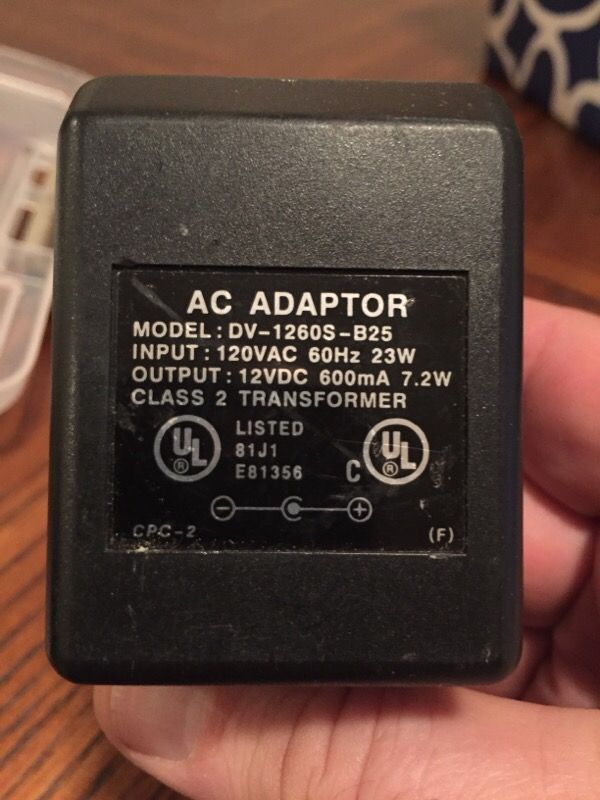 AC ADAPTOR
MODEL: DV-1260S-B25
INPUT: 120VAC 60Hz 23W
OUTPUT: 12VDC 600mA 7.2W
CLASS 2 TRANSFORMER
UL ® LISTED
81J1
E81356
C UL ®
CPC-2
(F)